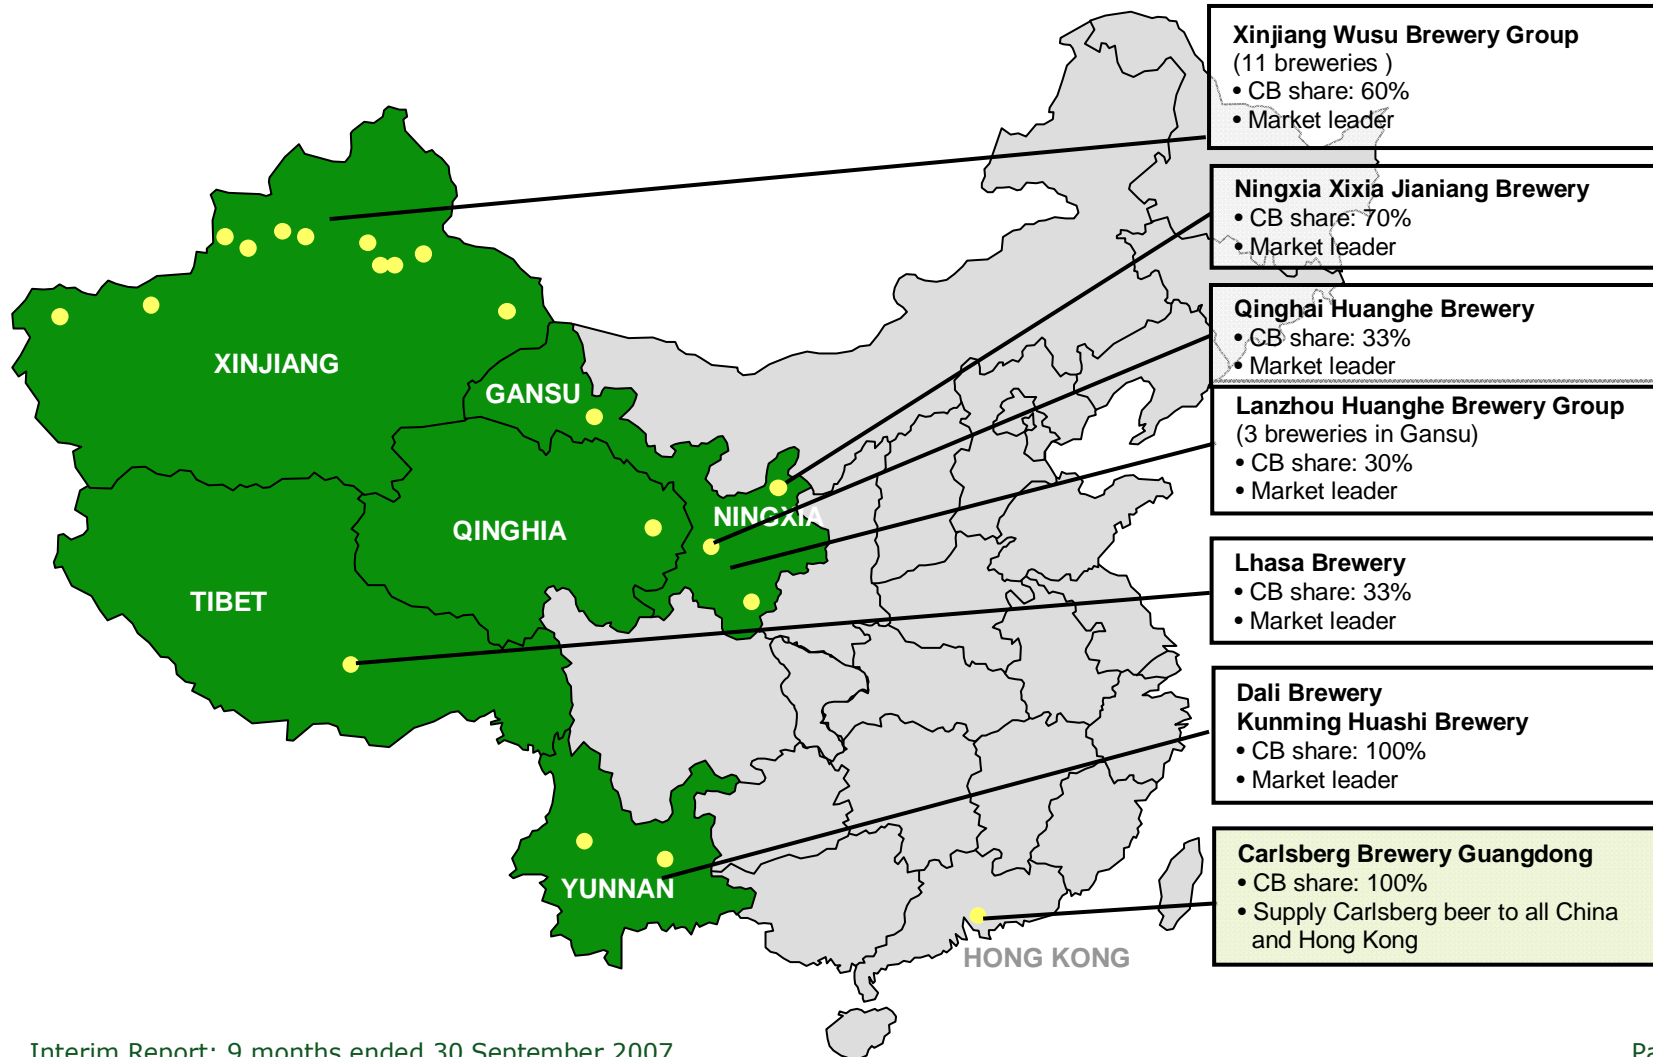 Xinjiang Wusu Brewery Group
(11 breweries )
• CB share: 60%
• Market leader
Ningxia Xixia Jianiang Brewery
• CB share: 70%
• Market leader
Qinghai Huanghe Brewery
• CB share: 33%
• Market leader
Lanzhou Huanghe Brewery Group
(3 breweries in Gansu)
• CB share: 30%
• Market leader
Lhasa Brewery
• CB share: 33%
• Market leader
Dali Brewery
Kunming Huashi Brewery
• CB share: 100%
• Market leader
Carlsberg Brewery Guangdong
• CB share: 100%
• Supply Carlsberg beer to all China
and Hong Kong
XINJIANG
GANSU
QINGHIA
NINGXIA
TIBET
YUNNAN
HONG KONG
Interim Report: 9 months ended 30 September 2007